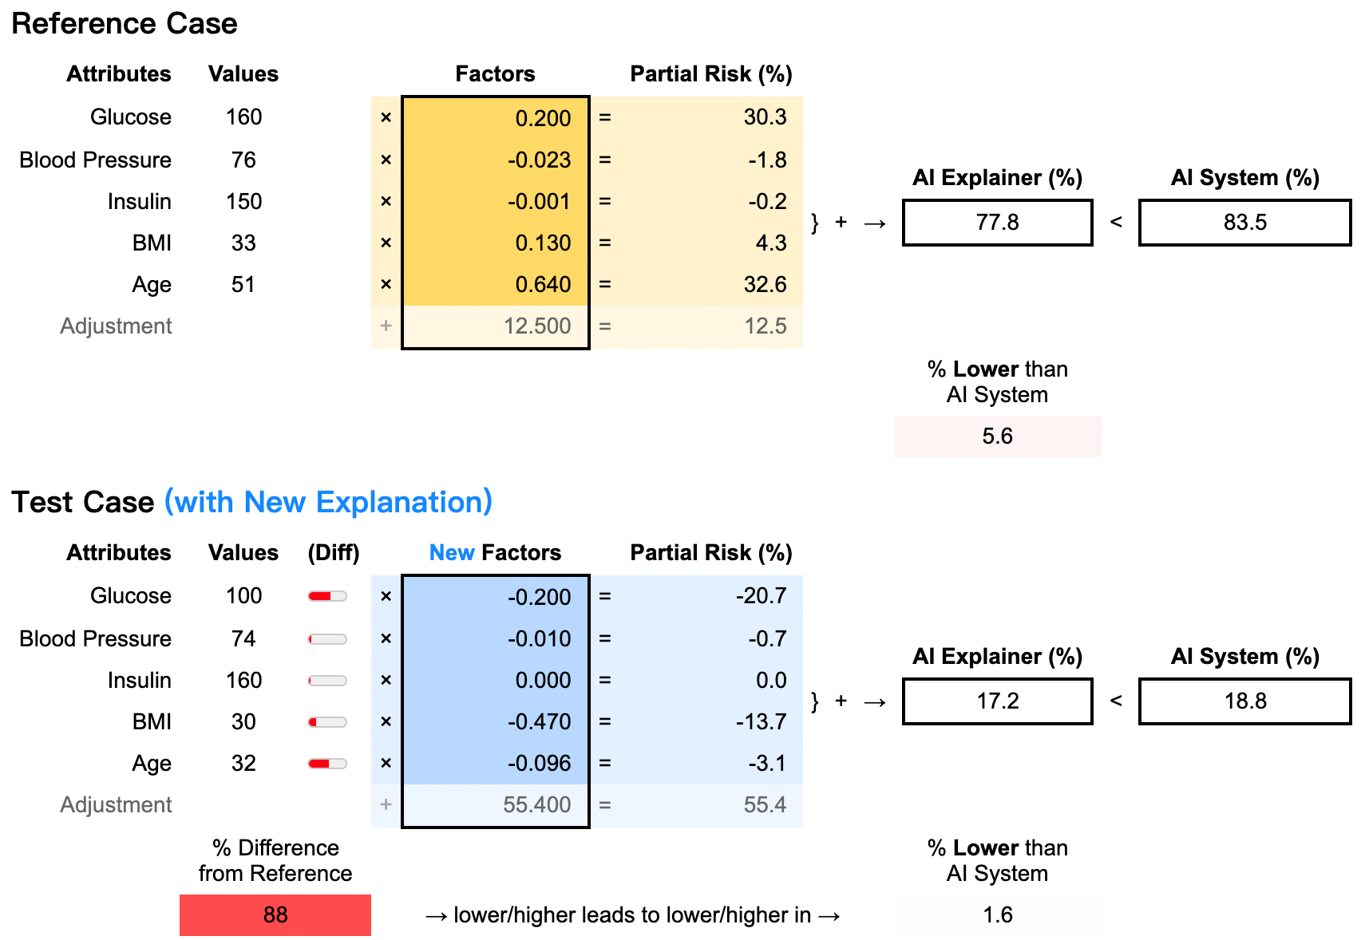 Reference Case
Attributes Values Factors Partial Risk (%)
Glucose 160 × 0.200 = 30.3
Blood Pressure 76 × -0.023 = -1.8
AI Explainer (%) AI System (%)
Insulin 150 × -0.001 = -0.2
} + → 77.8 < 83.5
BMI 33 × 0.130 = 4.3
Age 51 × 0.640 = 32.6
Adjustment + 12.500 = 12.5
% Lower than
AI System
5.6
Test Case (with New Explanation)
Attributes Values (Diff) New Factors Partial Risk (%)
Glucose 100 × -0.200 = -20.7
Blood Pressure 74 × -0.010 = -0.7
AI Explainer (%) AI System (%)
Insulin 160 × 0.000 = 0.0
} + → 17.2 < 18.8
BMI 30 × -0.470 = -13.7
Age 32 × -0.096 = -3.1
Adjustment + 55.400 = 55.4
% Difference
from Reference
% Lower than
AI System
88 → lower/higher leads to lower/higher in → 1.6